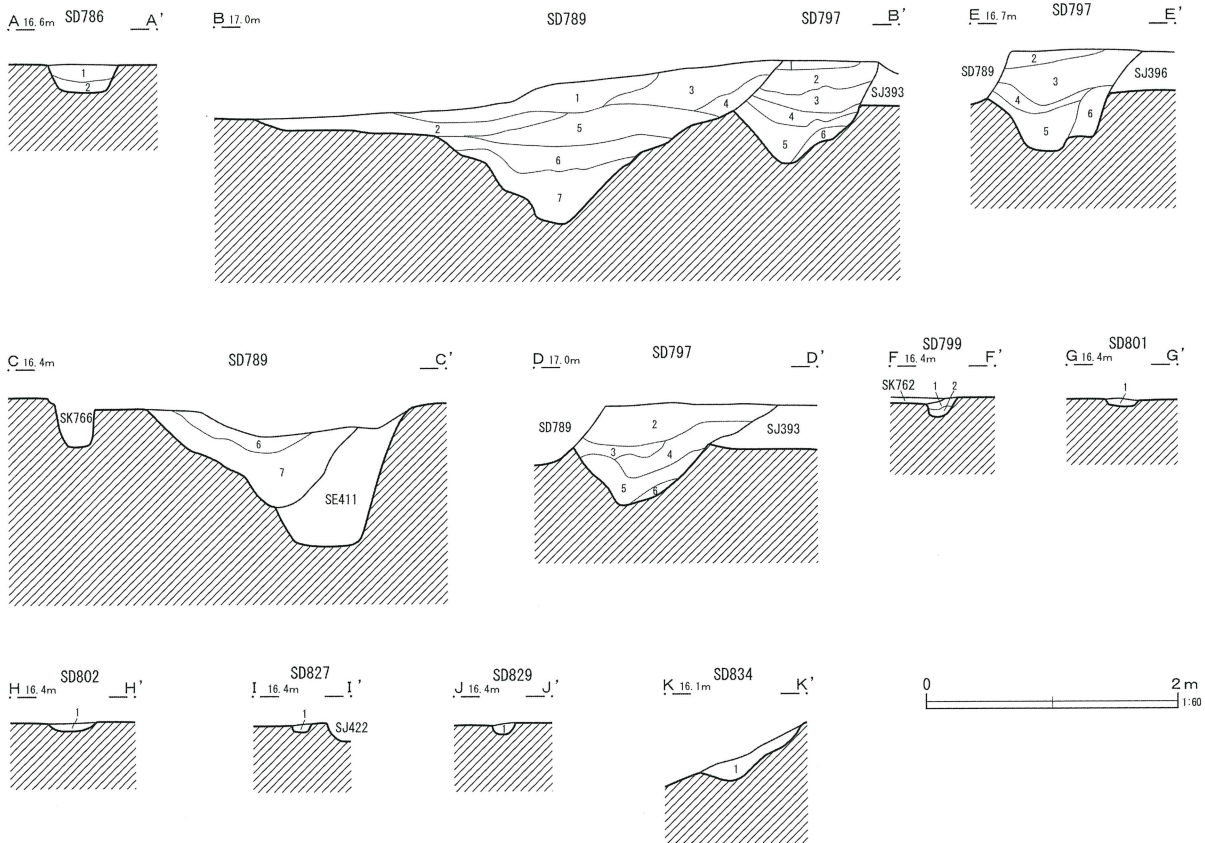 A 16.6m SD786 A'
1
2
B 17.0m SD789 SD797 B'
1
2
3
4
5
6
7
1
2
3
4
5
6
SJ393
E 16.7m SD797 E'
SD789
2
3
4
5
6
SJ396
C 16.4m SD789 C'
SK766
6
7
SE411
D 17.0m SD797 D'
SD789
2
3
4
5
6
SJ393
SD799
F 16.4m F'
SK762 1 2
SD801
G 16.4m G'
1
SD802
H 16.4m H'
1
SD827
I 16.4m I'
1
SJ422
SD829
J 16.4m J'
1
K 16.1m SD834 K'
1
0 2m
1:60